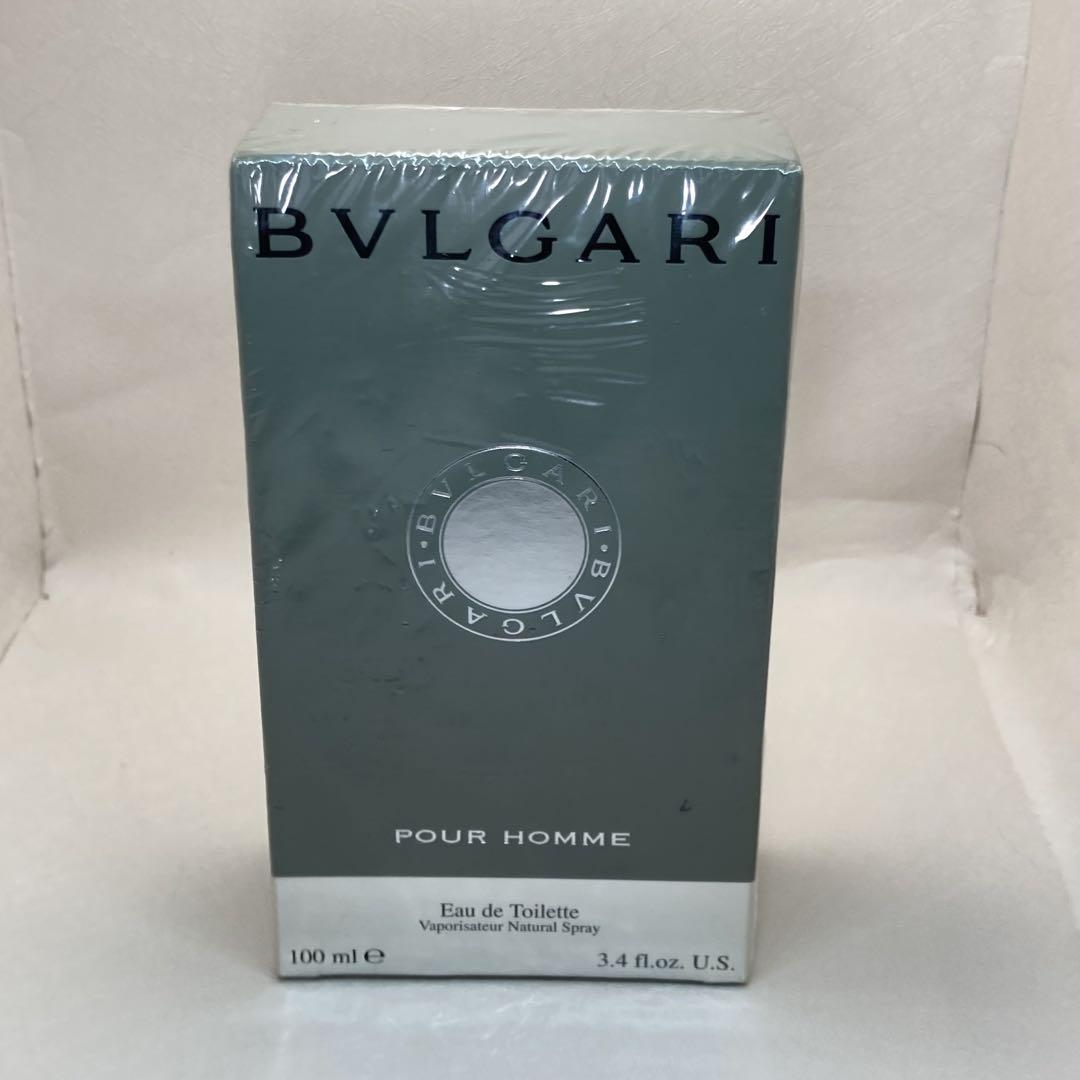 BVLGARI
BVLGARI • BVLGARI •
POUR HOMME
Eau de Toilette
Vaporisateur Natural Spray
100 ml ℮
3.4 fl.oz. U.S.